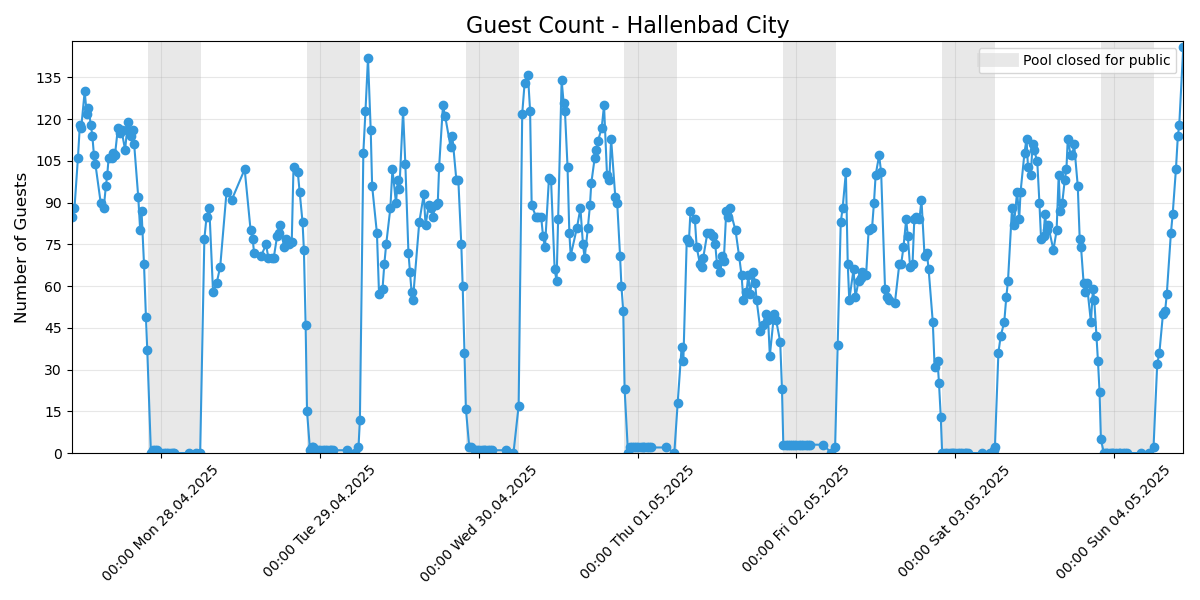 Guest Count - Hallenbad City
Pool closed for public
Number of Guests
135
120
105
90
75
60
45
30
15
0
00:00 Mon 28.04.2025
00:00 Tue 29.04.2025
00:00 Wed 30.04.2025
00:00 Thu 01.05.2025
00:00 Fri 02.05.2025
00:00 Sat 03.05.2025
00:00 Sun 04.05.2025